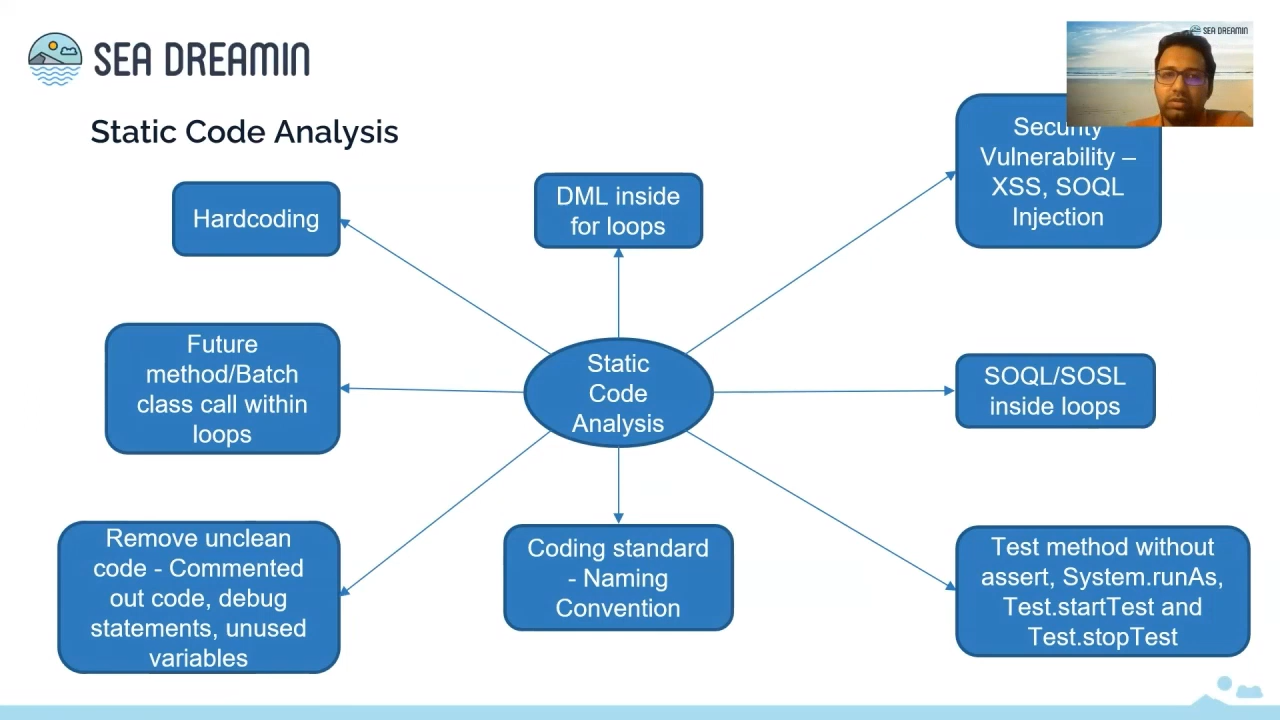 SEA DREAMIN
SEA DREAMIN
Static Code Analysis
Hardcoding
DML inside
for loops
Security
Vulnerability –
XSS, SOQL
Injection
Future
method/Batch
class call within
loops
Static
Code
Analysis
SOQL/SOSL
inside loops
Remove unclean
code - Commented
out code, debug
statements, unused
variables
Coding standard
- Naming
Convention
Test method without
assert, System.runAs,
Test.startTest and
Test.stopTest